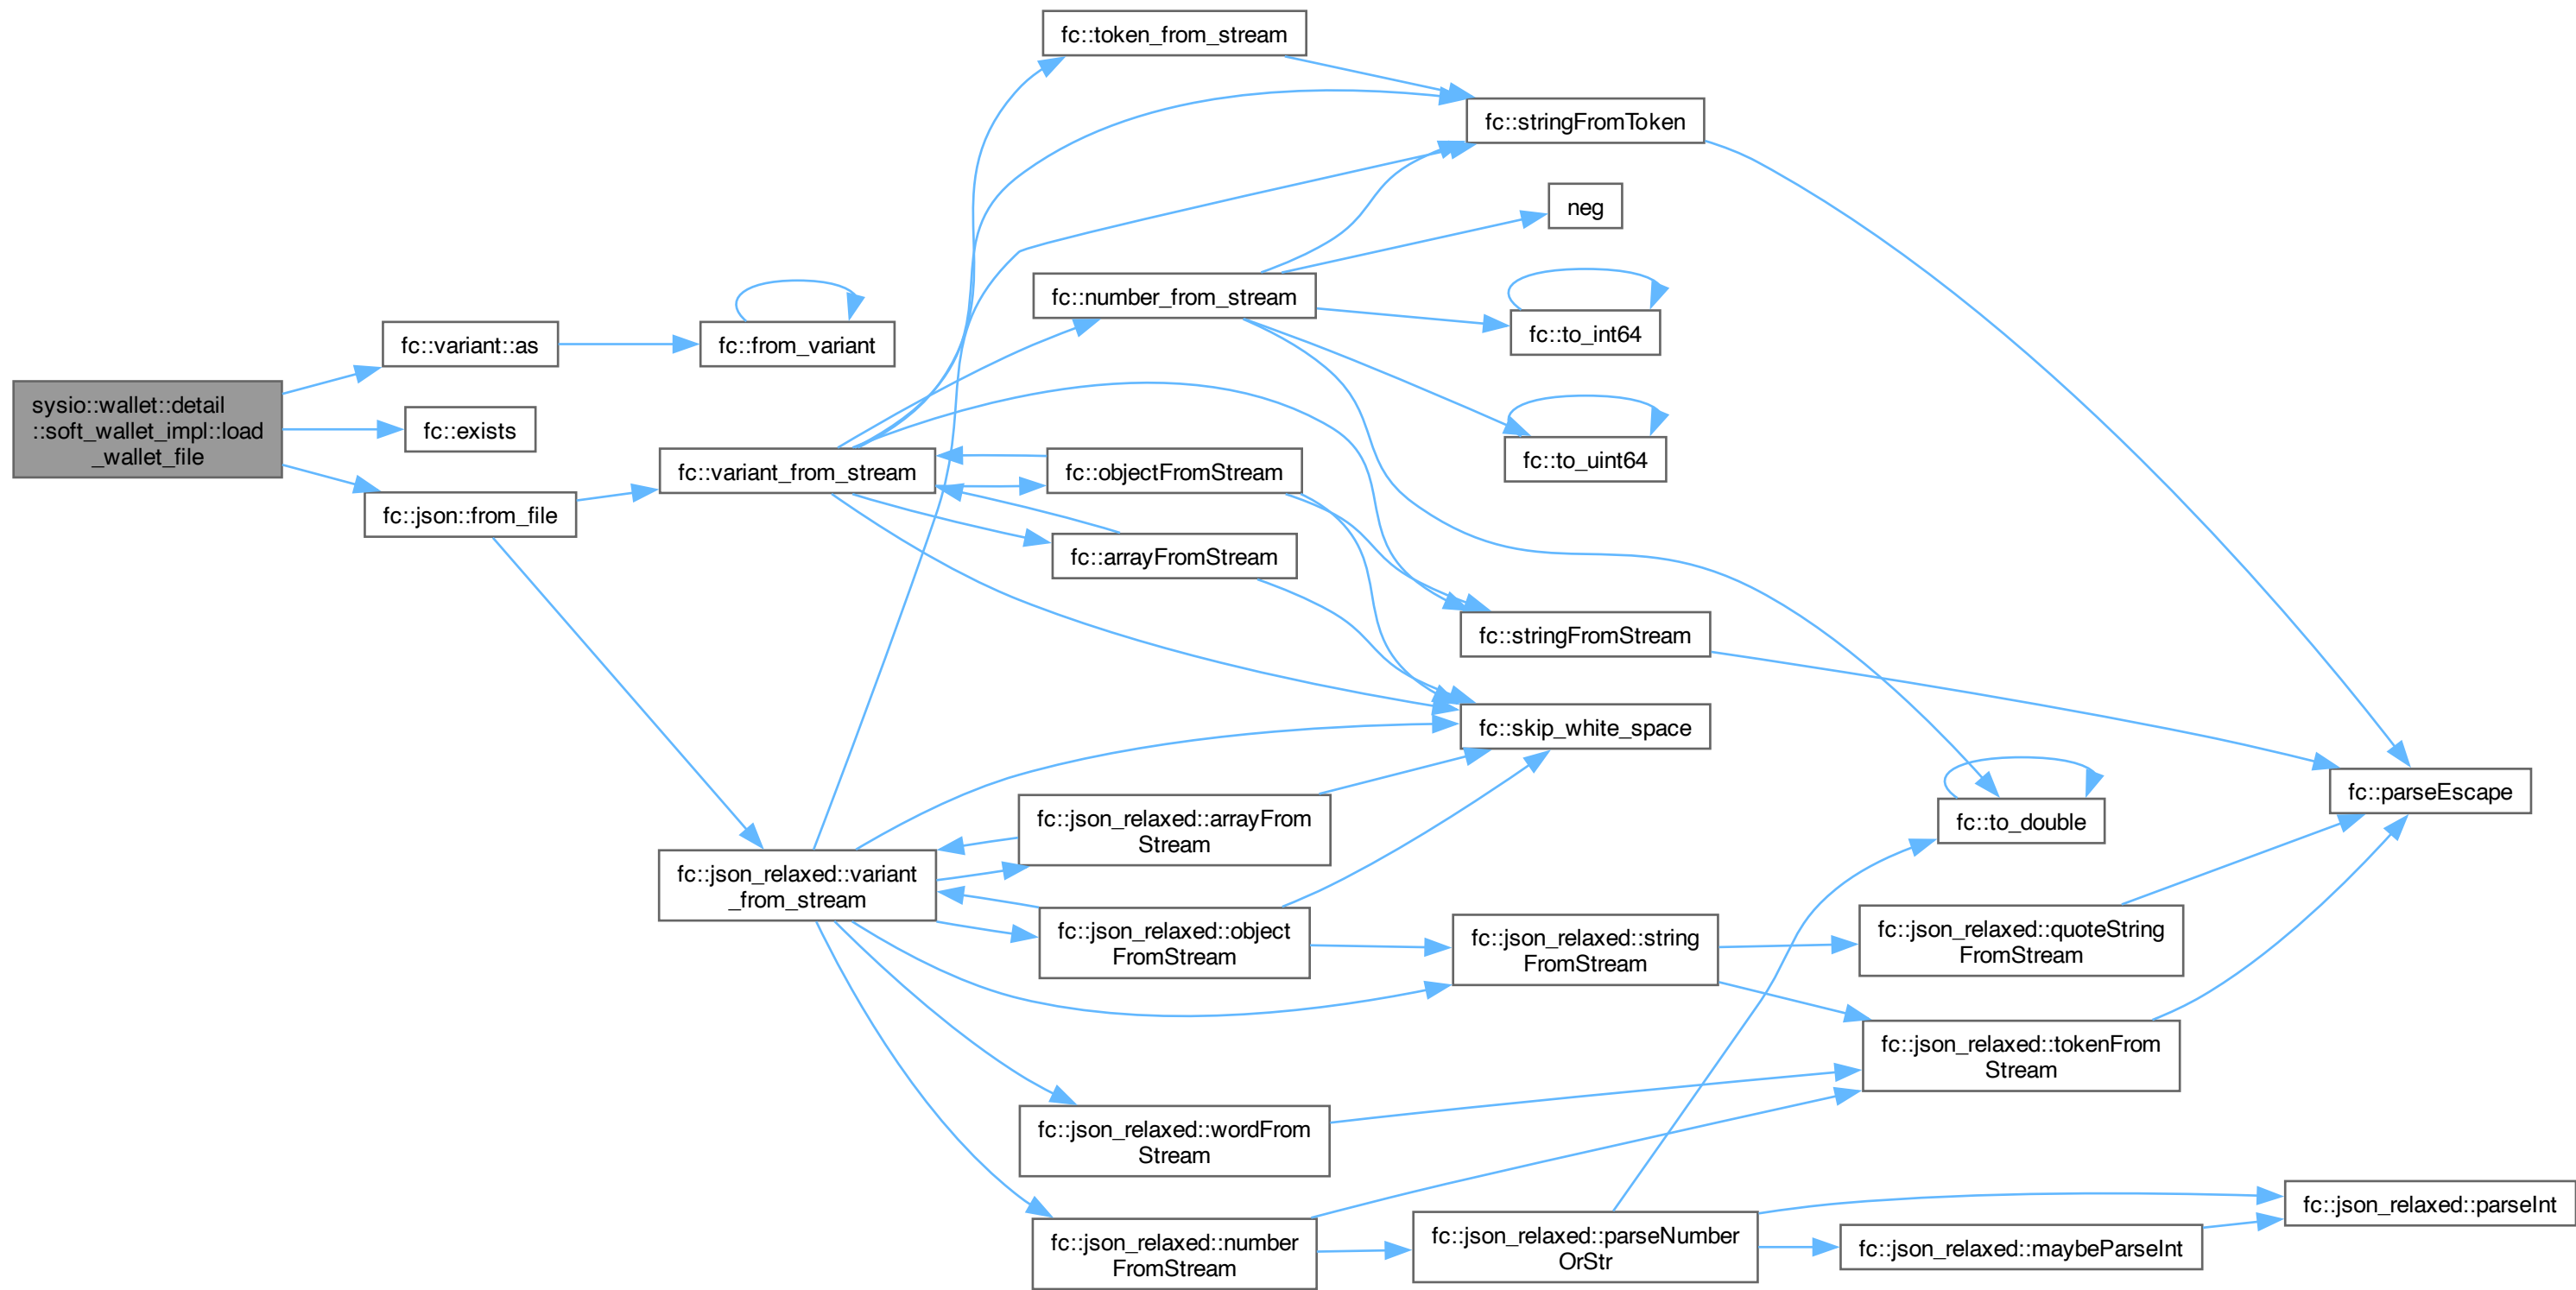 sysio::wallet::detail
::soft_wallet_impl::load
_wallet_file
fc::variant::as
fc::exists
fc::json::from_file
fc::from_variant
fc::variant_from_stream
fc::json_relaxed::variant
_from_stream
fc::token_from_stream
fc::number_from_stream
fc::objectFromStream
fc::arrayFromStream
fc::json_relaxed::arrayFrom
Stream
fc::json_relaxed::object
FromStream
fc::json_relaxed::wordFrom
Stream
fc::json_relaxed::number
FromStream
fc::stringFromToken
neg
fc::to_int64
fc::to_uint64
fc::stringFromStream
fc::skip_white_space
fc::json_relaxed::string
FromStream
fc::json_relaxed::parseNumber
OrStr
fc::to_double
fc::json_relaxed::quoteString
FromStream
fc::json_relaxed::tokenFrom
Stream
fc::json_relaxed::maybeParseInt
fc::parseEscape
fc::json_relaxed::parseInt